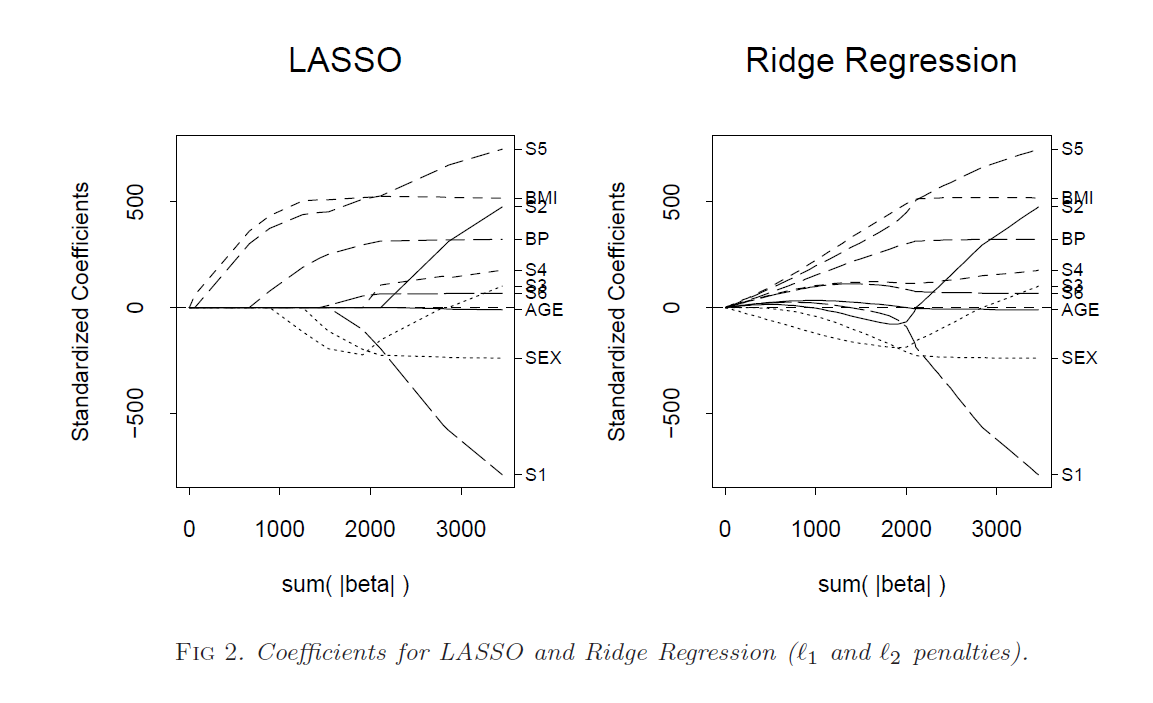 LASSO
Standardized Coefficients
500
0
−500
0 1000 2000 3000
sum( |beta| )
S5
BMI
S2
BP
S4
S3
S6
AGE
SEX
S1
Ridge Regression
Standardized Coefficients
500
0
−500
0 1000 2000 3000
sum( |beta| )
S5
BMI
S2
BP
S4
S3
S6
AGE
SEX
S1
FIG 2. Coefficients for LASSO and Ridge Regression (ℓ1 and ℓ2 penalties).